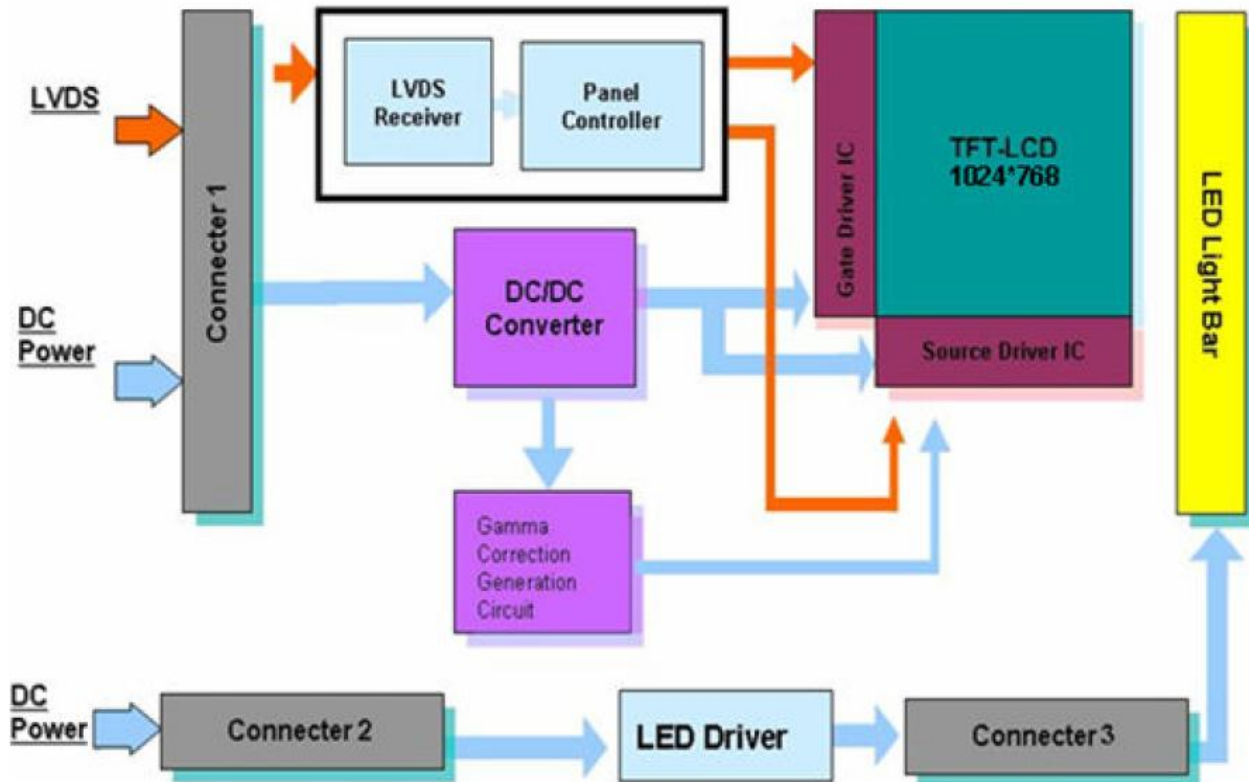 LVDS
Connecter 1
DC
Power
LVDS
Receiver
Panel
Controller
DC/DC
Converter
Gamma
Correction
Generation
Circuit
Gate Driver IC
TFT-LCD
1024*768
Source Driver IC
LED Light Bar
DC
Power
Connecter 2
LED Driver
Connecter 3